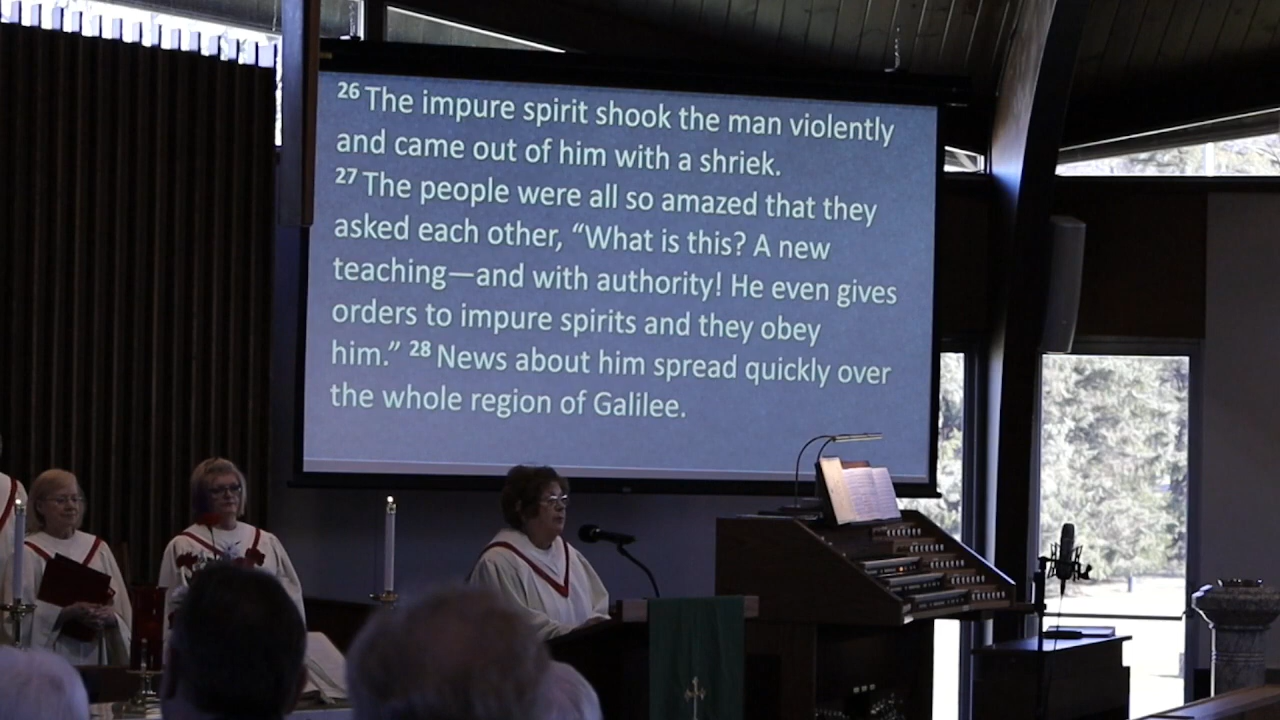 26 The impure spirit shook the man violently
and came out of him with a shriek.
27 The people were all so amazed that they
asked each other, “What is this? A new
teaching—and with authority! He even gives
orders to impure spirits and they obey
him.” 28 News about him spread quickly over
the whole region of Galilee.